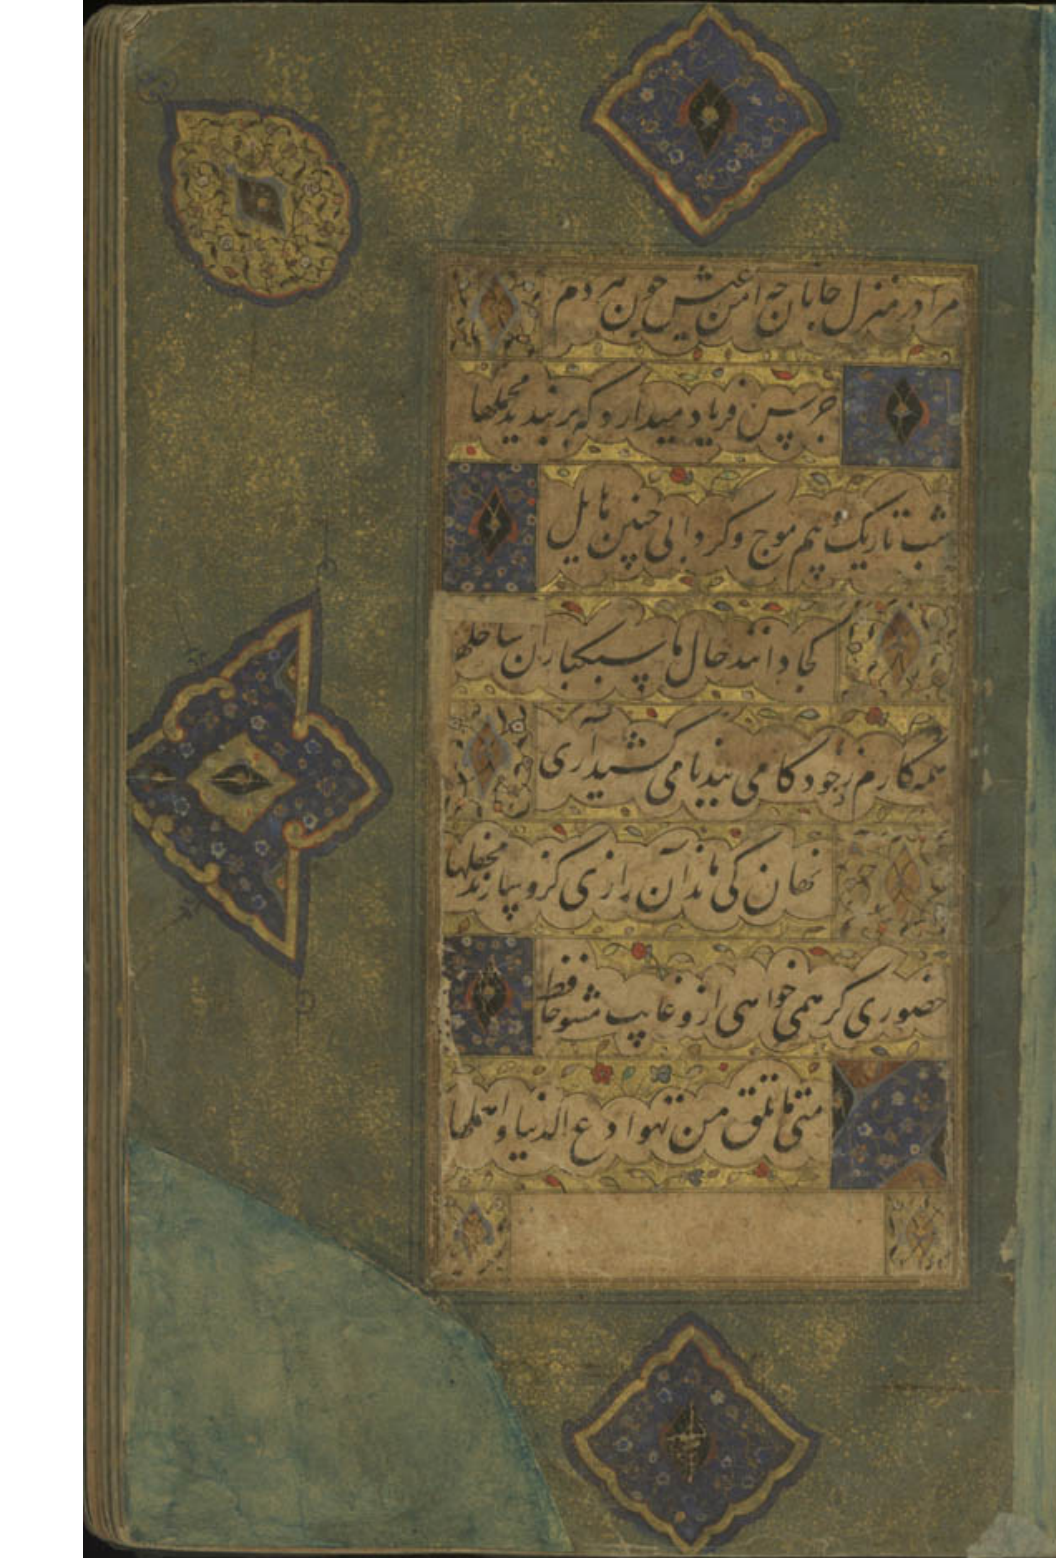 مرا در منزل جانان چه امن عیش چون هر دم
جرس فریاد میدارد که بربندید محملها
شب تاریک و بیم موج و گردابی چنین هایل
کجا دانند حال ما سبکباران ساحلها
همه کارم ز خود کامی ببدنامی کشید آری
نهان کی ماند آن رازی کزو سازند محفلها
حضوری گر همی خواهی ازو غایب مشو حافظ
متی ما تلق من تهوا دع الدنیا و اهملها